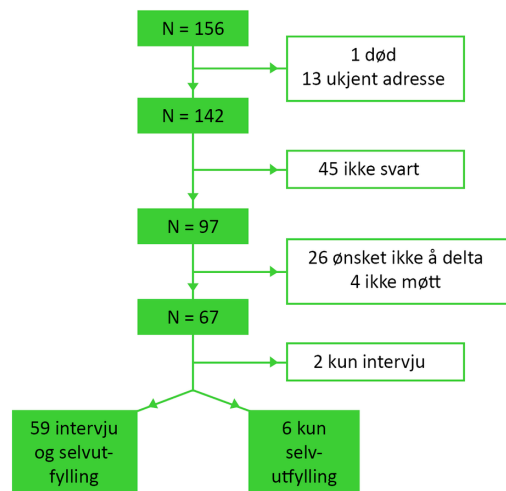 N = 156
1 død
13 ukjent adresse
N = 142
45 ikke svart
N = 97
26 ønsket ikke å delta
4 ikke møtt
N = 67
2 kun intervju
59 intervju
og selvut-
fylling
6 kun
selv-
utfylling